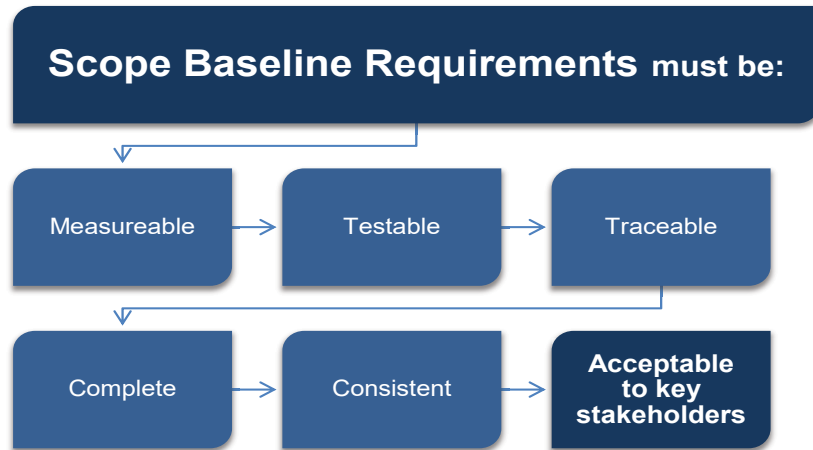 Scope Baseline Requirements must be:
Measureable
Testable
Traceable
Complete
Consistent
Acceptable
to key
stakeholders